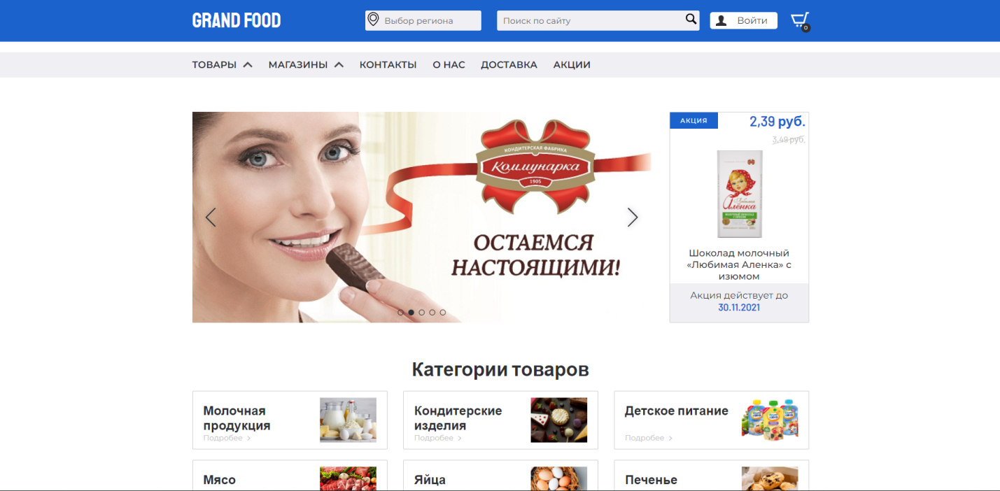 GRAND FOOD
Выбор региона
Поиск по сайту
Войти
0
ТОВАРЫ
МАГАЗИНЫ
КОНТАКТЫ
О НАС
ДОСТАВКА
АКЦИИ
КОНДИТЕРСКАЯ ФАБРИКА
Коммунарка
1905
ОСТАЕМСЯ
НАСТОЯЩИМИ!
АКЦИЯ
2,39 руб.
3,49 руб.
Любимая
Алёнка
Шоколад молочный
«Любимая Аленка» с
изюмом
Акция действует до
30.11.2021
Категории товаров
Молочная
продукция
Подробее >
Кондитерские
изделия
Подробее >
Детское питание
Подробее >
Мясо
Яйца
Печенье